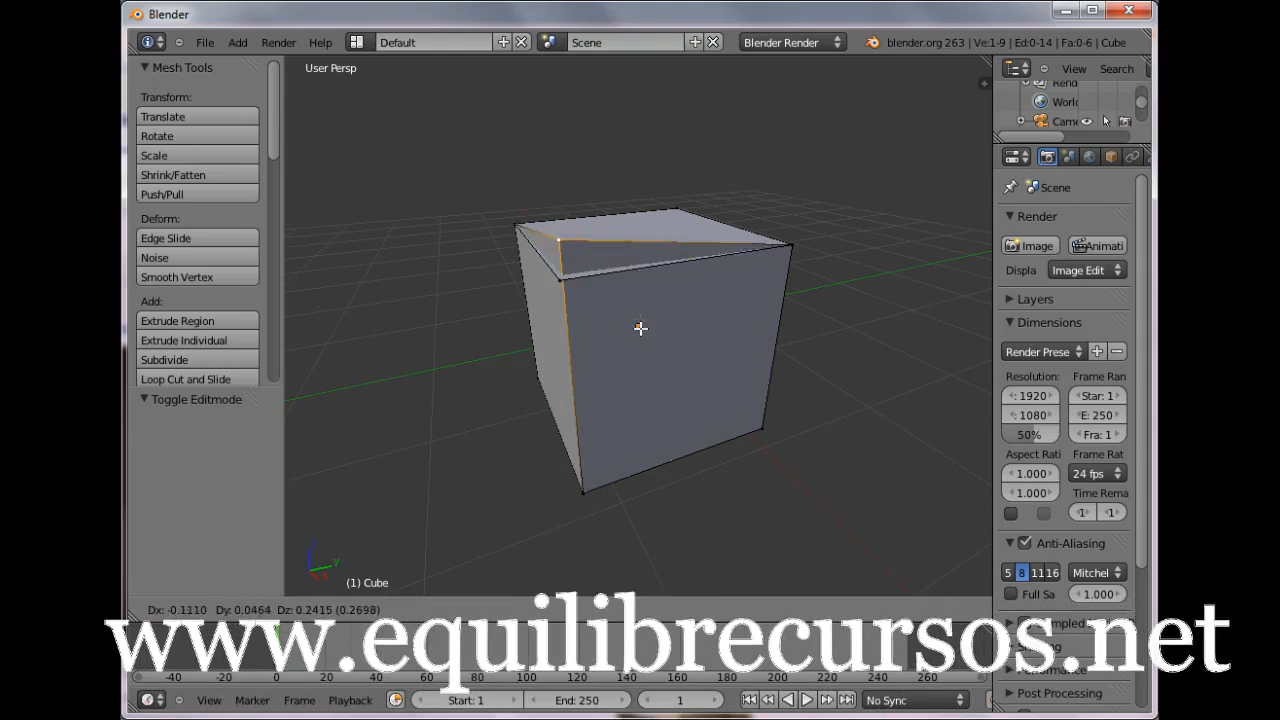 Blender
File Add Render Help Default Scene Blender Render blender.org 263 | Ve:1-9 | Ed:0-14 | Fa:0-6 | Cube
Mesh Tools
User Persp
View Search
Transform:
Translate
Worl
Rotate
Came
Scale
Shrink/Fatten
Scene
Push/Pull
Deform:
Render
Edge Slide
Image Animati
Noise
Displa Image Edit
Smooth Vertex
Layers
Add:
Dimensions
Extrude Region
Extrude Individual
Render Prese
Subdivide
Resolution: Frame Ran
Loop Cut and Slide
: 1920 Star: 1
Toggle Editmode
: 1080 E: 250
50% Fra: 1
Aspect Rati Frame Rat
1.000 24 fps
1.000 Time Rema
1 1
Anti-Aliasing
5 8 11 16 Mitchel
Full Sa 1.000
z y x
(1) Cube
Dx: -0.1110 Dy: 0.0464 Dz: 0.2415 (0.2698)
www.equilibrecursos.net
-40 -20 0 20 40 60 80 100 120 140 160 180 200 220 240 260
Post Processing
View Marker Frame Playback Start: 1 End: 250 1 No Sync